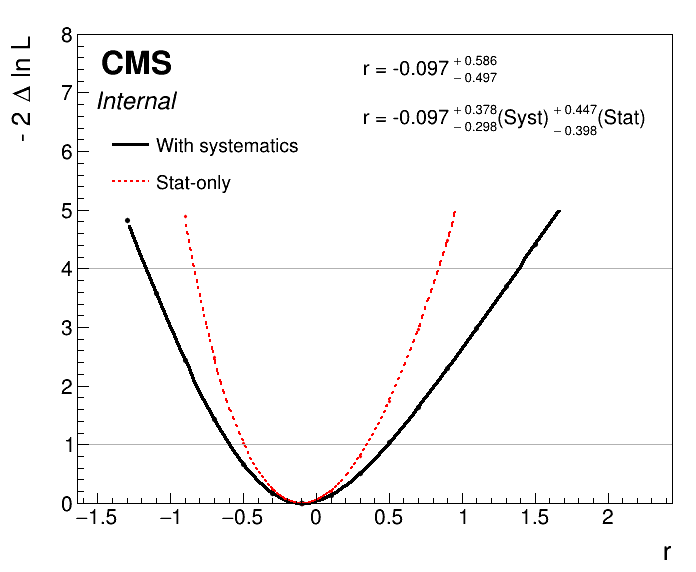 - 2 Δ ln L
8
7
6
5
4
3
2
1
0
CMS
Internal
With systematics
Stat-only
r = -0.097 + 0.586 − 0.497
r = -0.097 + 0.378 − 0.298 (Syst) + 0.447 − 0.398 (Stat)
−1.5 −1 −0.5 0 0.5 1 1.5 2
r